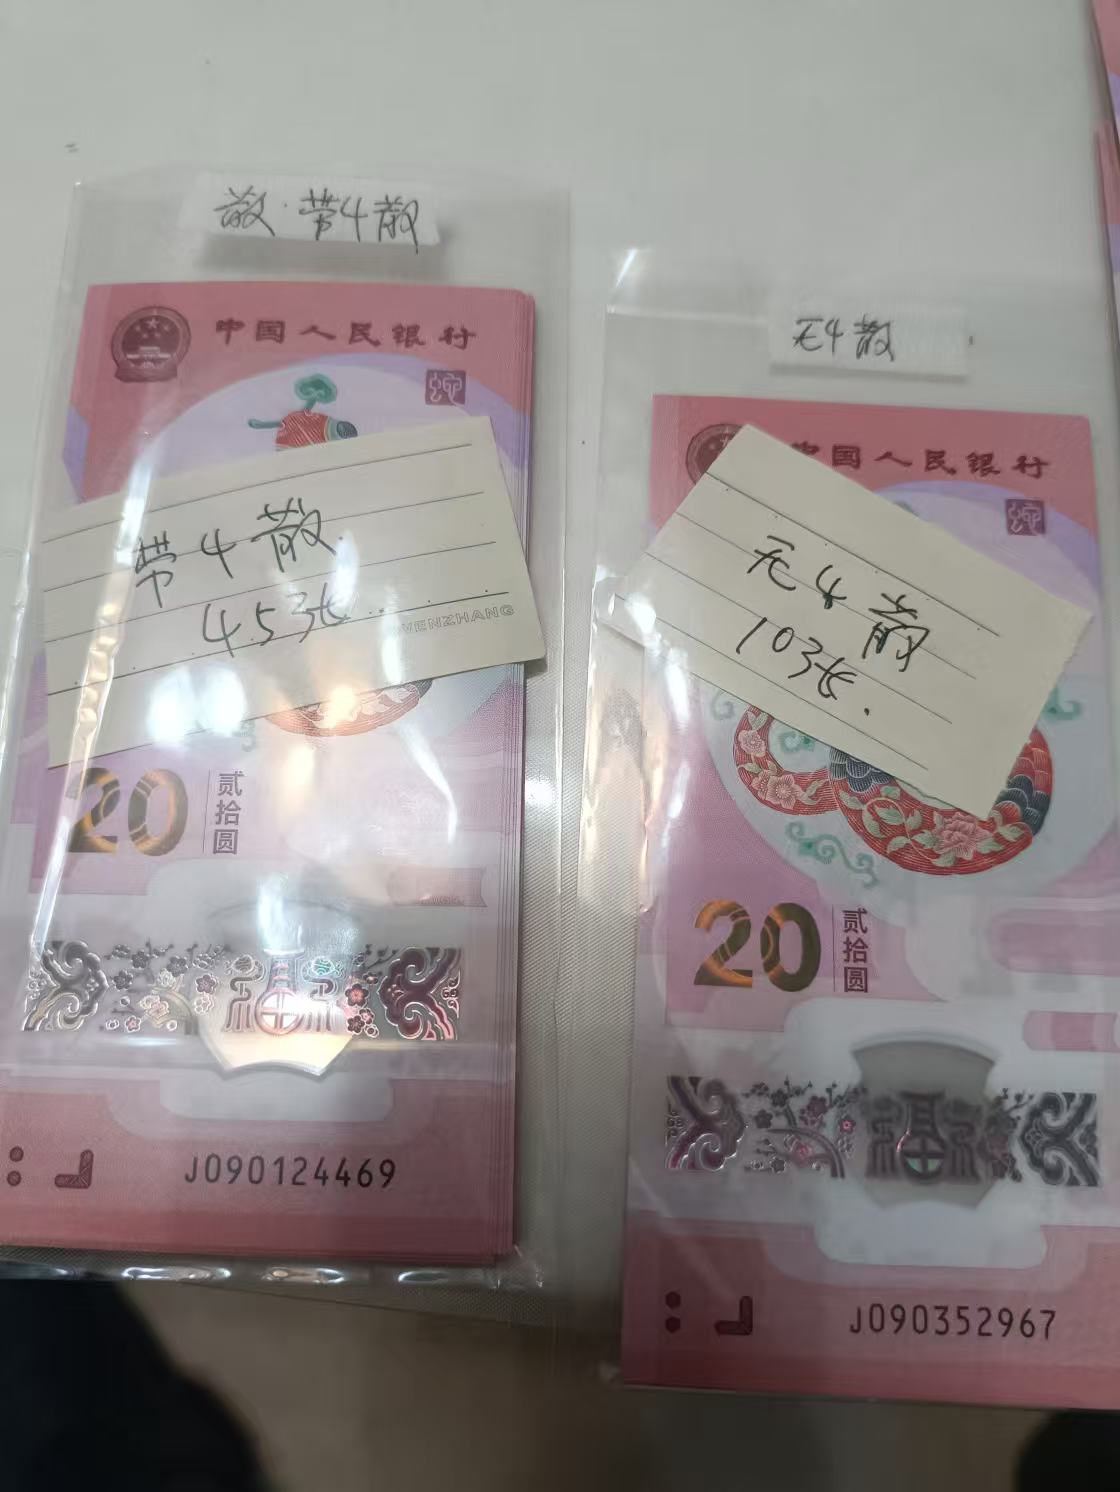 散·带4散
中国人民银行
带4散
453张
WENZHANG
20
贰拾圆
J090124469
无4散
中国人民银行
无4散
103张.
20
贰拾圆
J090352967